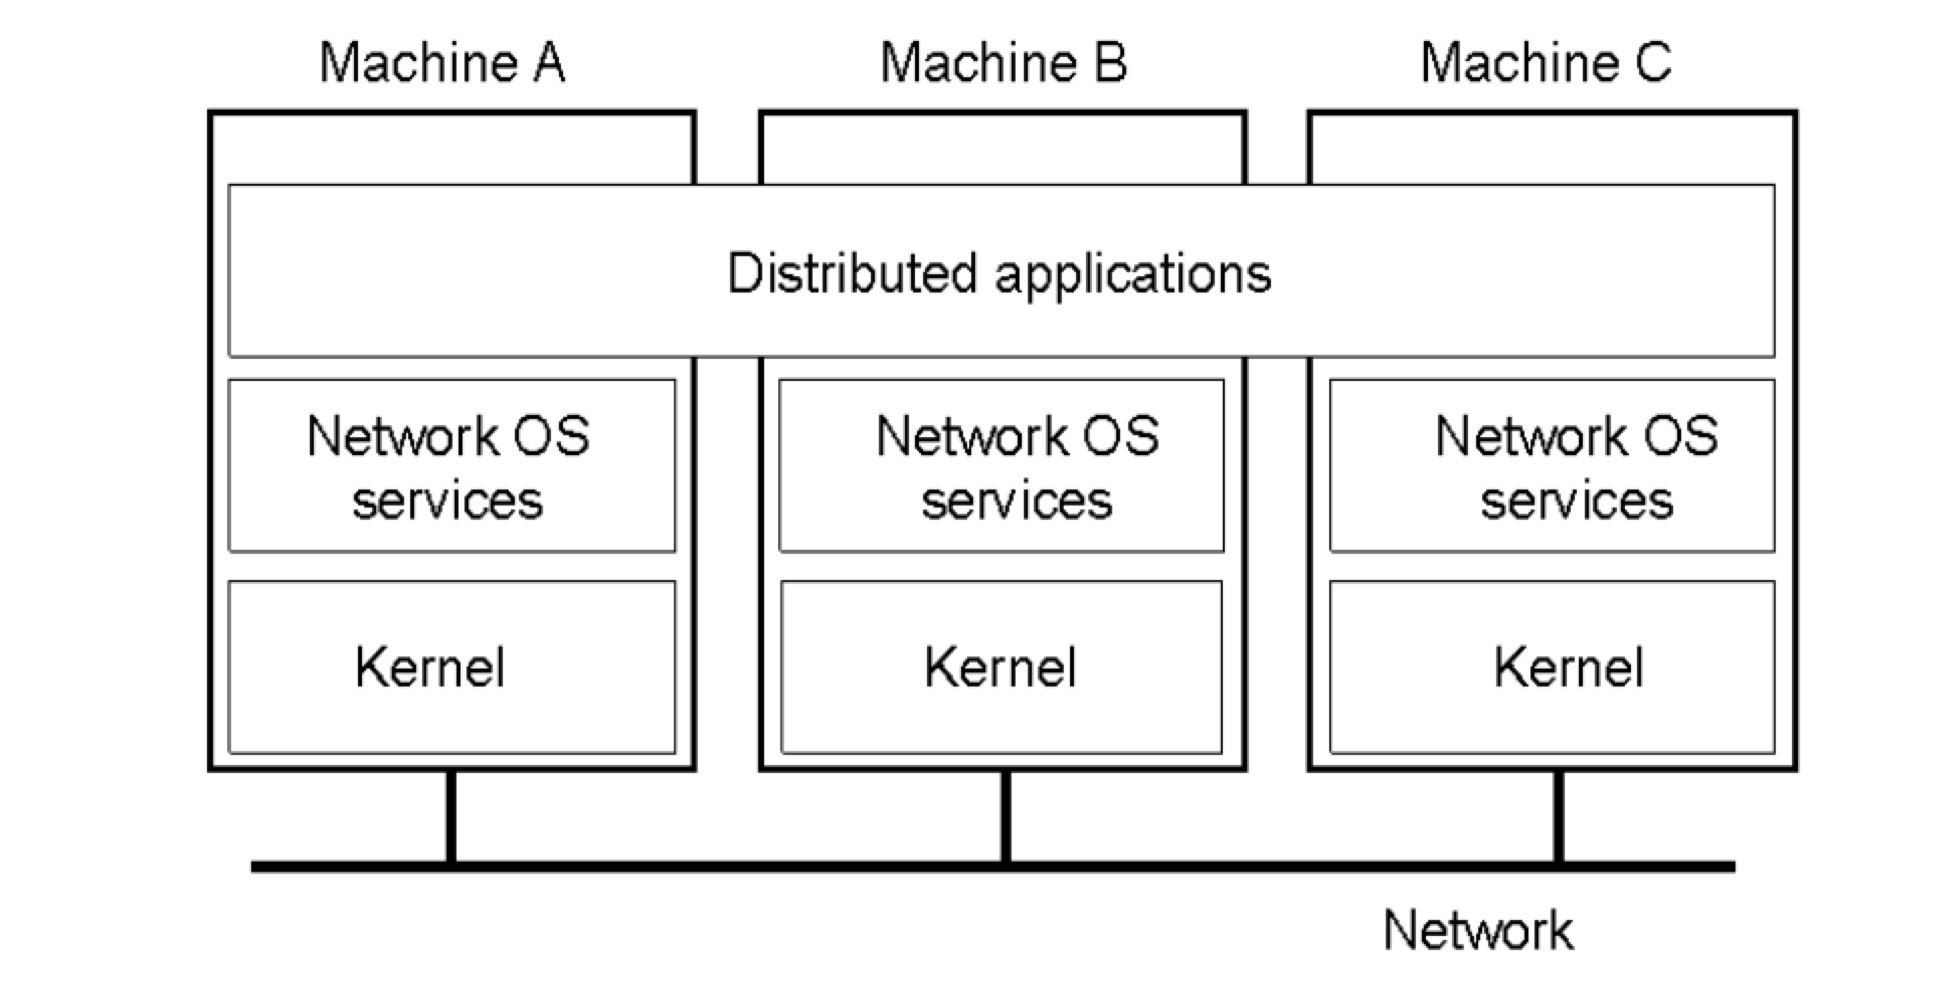 Machine A
Machine B
Machine C
Distributed applications
Network OS
services
Network OS
services
Network OS
services
Kernel
Kernel
Kernel
Network